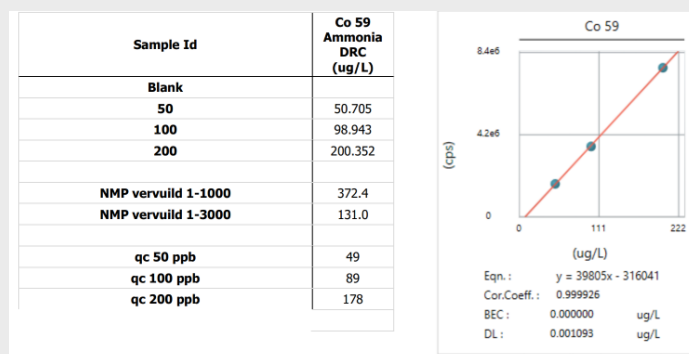 Sample Id Co 59 Ammonia DRC (ug/L)
Blank
50 50.705
100 98.943
200 200.352
NMP vervuild 1-1000 372.4
NMP vervuild 1-3000 131.0
qc 50 ppb 49
qc 100 ppb 89
qc 200 ppb 178
Co 59
8.4e6
4.2e6
0
(cps)
0 111 222
(ug/L)
Eqn. : y = 39805x - 316041
Cor.Coeff. : 0.999926
BEC : 0.000000 ug/L
DL : 0.001093 ug/L